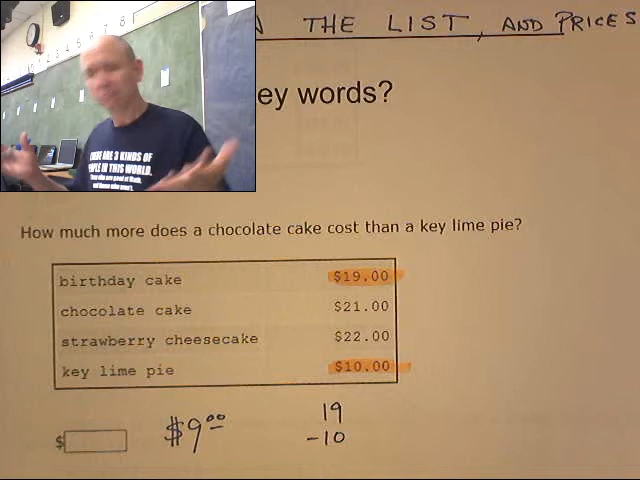 THE LIST, AND PRICES
ey words?
THERE ARE 3 KINDS OF
PEOPLE IN THIS WORLD.
How much more does a chocolate cake cost than a key lime pie?
birthday cake $19.00
chocolate cake $21.00
strawberry cheesecake $22.00
key lime pie $10.00
$
$9.00
19
-10